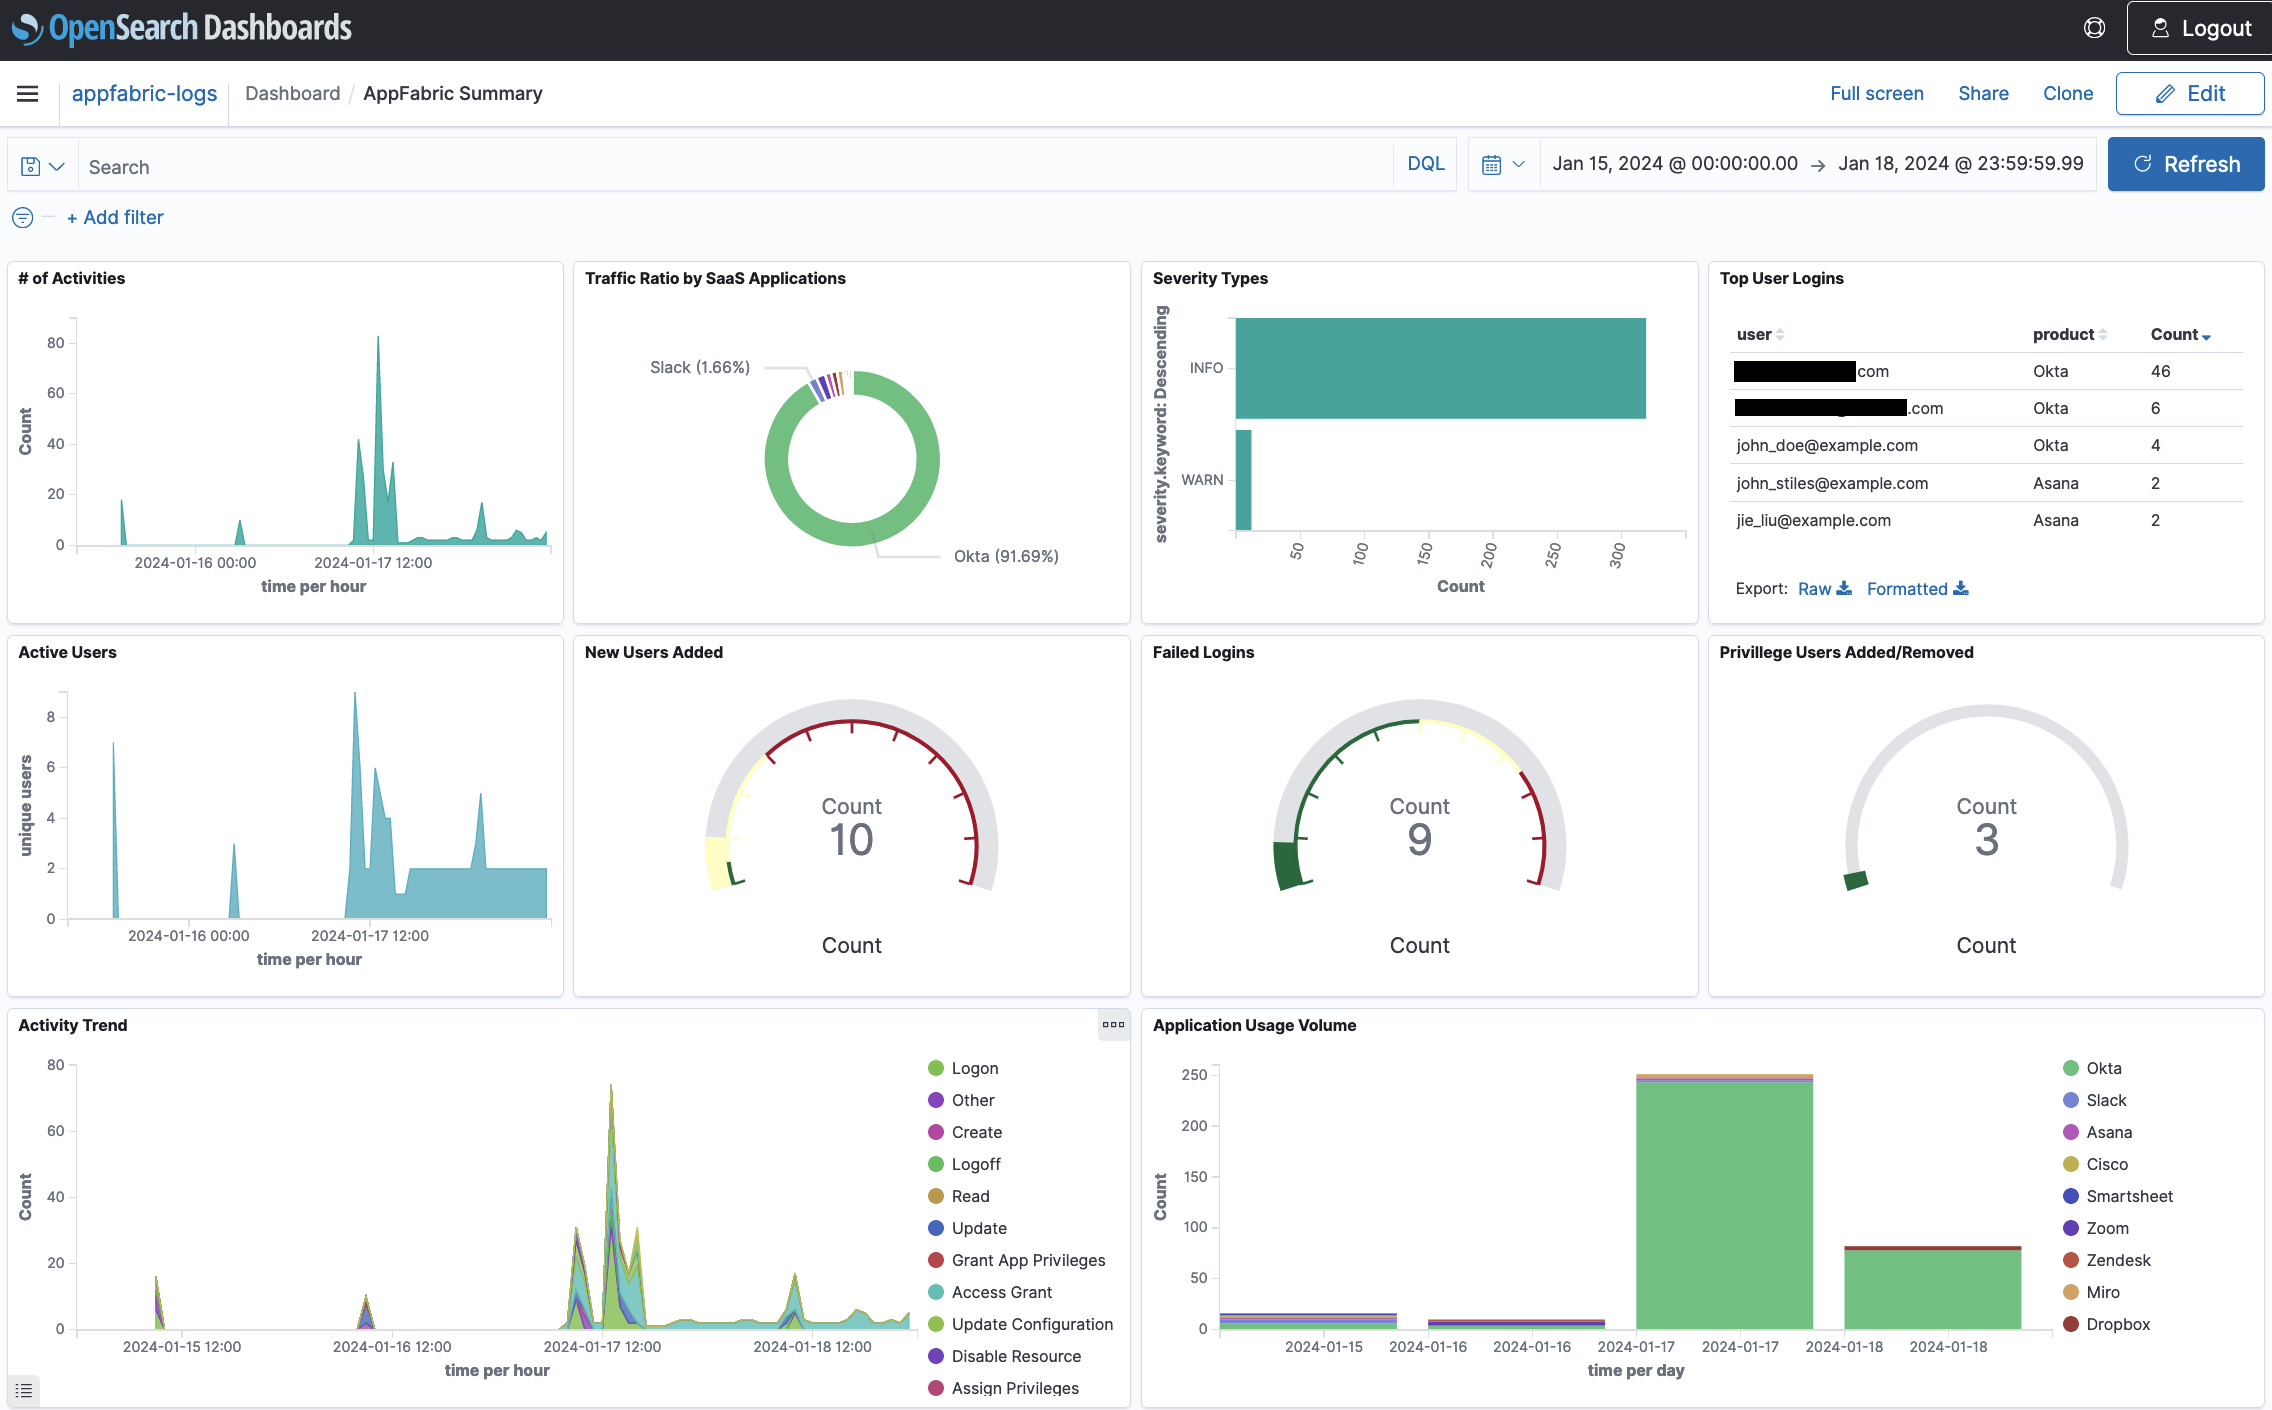 OpenSearch Dashboards
Logout
appfabric-logs
Dashboard / AppFabric Summary
Full screen
Share
Clone
Edit
Search
DQL
Jan 15, 2024 @ 00:00:00.00 → Jan 18, 2024 @ 23:59:59.99
Refresh
+ Add filter
# of Activities
Count
80
60
40
20
0
2024-01-16 00:00
2024-01-17 12:00
time per hour
Traffic Ratio by SaaS Applications
Slack (1.66%)
Okta (91.69%)
Severity Types
severity.keyword: Descending
INFO
WARN
50
100
150
200
250
300
Count
Top User Logins
user product Count
com Okta 46
.com Okta 6
john_doe@example.com Okta 4
john_stiles@example.com Asana 2
jie_liu@example.com Asana 2
Export: Raw Formatted
Active Users
unique users
8
6
4
2
0
2024-01-16 00:00
2024-01-17 12:00
time per hour
New Users Added
Count
10
Count
Failed Logins
Count
9
Count
Privillege Users Added/Removed
Count
3
Count
Activity Trend
Count
80
60
40
20
0
2024-01-15 12:00
2024-01-16 12:00
2024-01-17 12:00
2024-01-18 12:00
time per hour
Logon
Other
Create
Logoff
Read
Update
Grant App Privileges
Access Grant
Update Configuration
Disable Resource
Assign Privileges
Application Usage Volume
Count
250
200
150
100
50
0
2024-01-15
2024-01-16
2024-01-16
2024-01-17
2024-01-17
2024-01-18
2024-01-18
time per day
Okta
Slack
Asana
Cisco
Smartsheet
Zoom
Zendesk
Miro
Dropbox